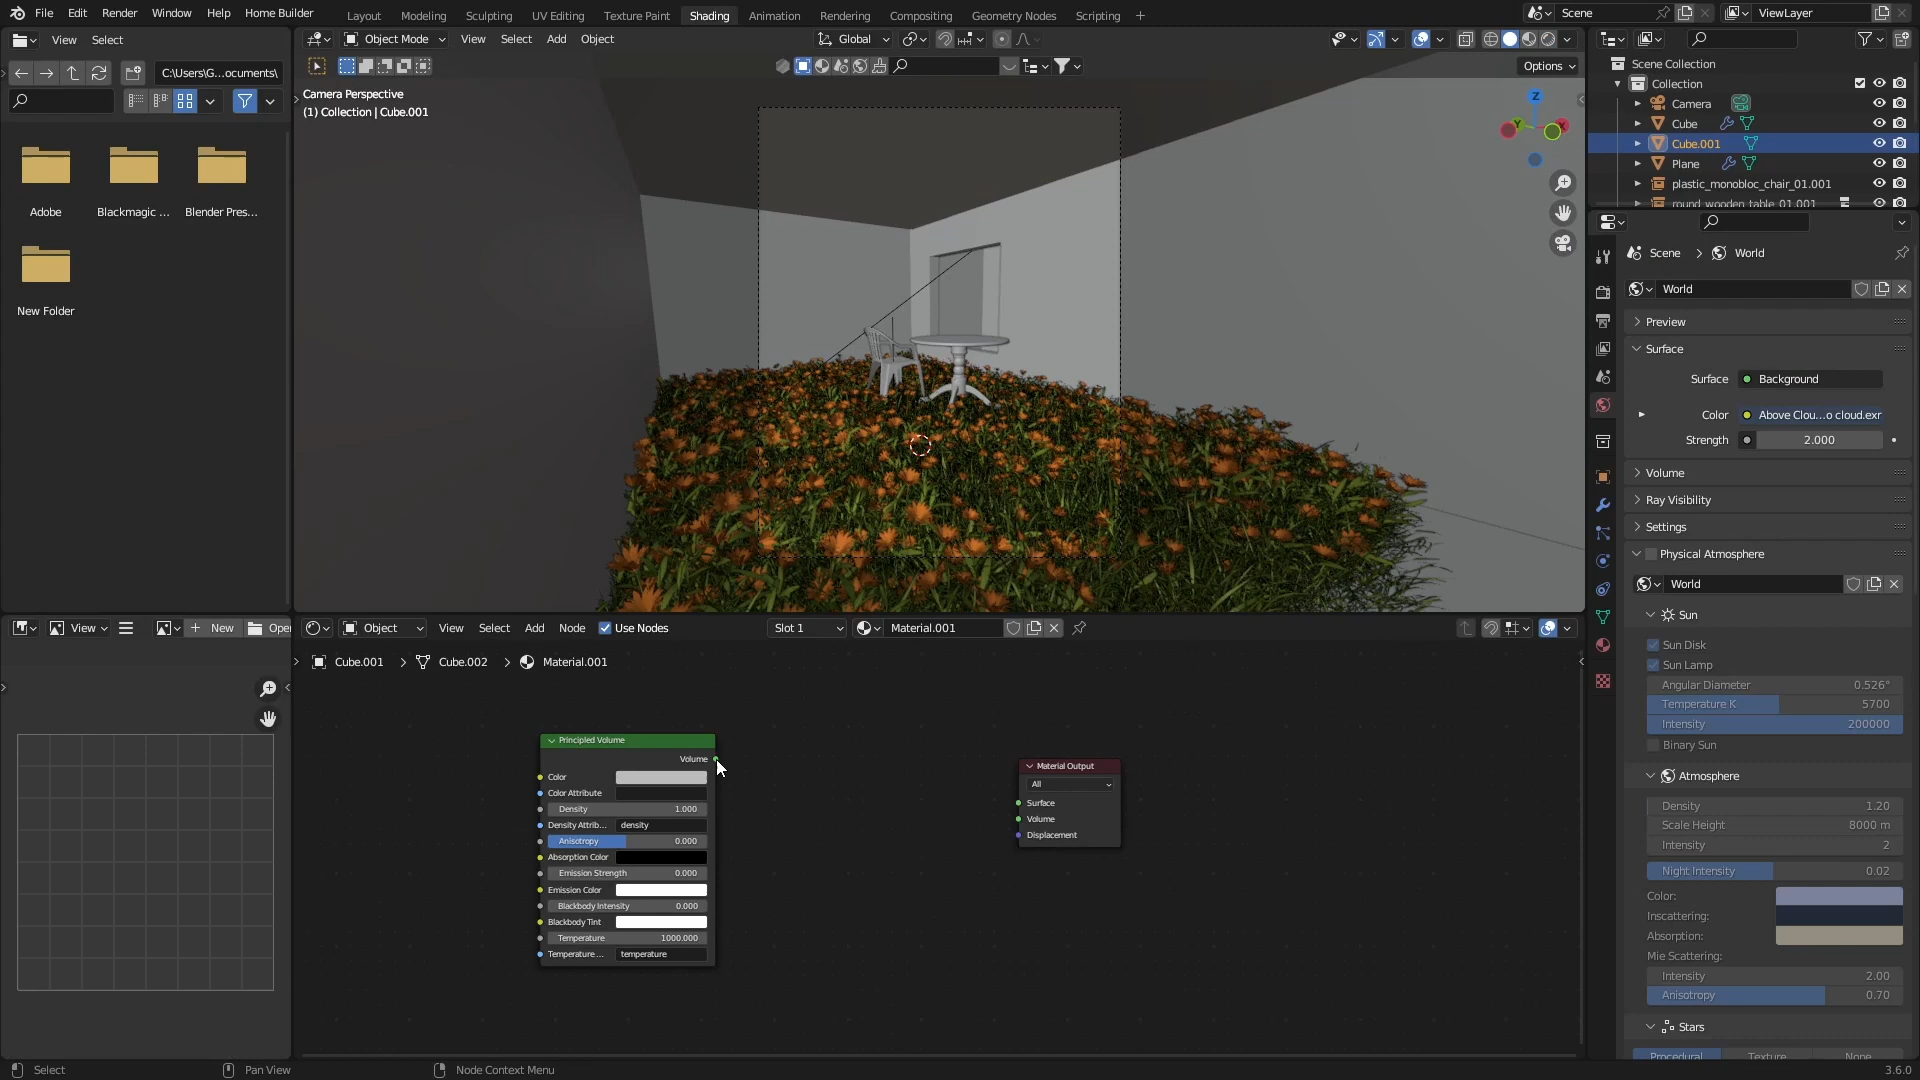 File Edit Render Window Help Home Builder
Layout Modeling Sculpting UV Editing Texture Paint Shading Animation Rendering Compositing Geometry Nodes Scripting +
Scene
ViewLayer
View Select
C:\Users\G...ocuments\
Adobe
Blackmagic ...
Blender Pres...
New Folder
Object Mode View Select Add Object
Global
Options
Camera Perspective
(1) Collection | Cube.001
Z
Y
X
Scene Collection
Collection
Camera
Cube
Cube.001
Plane
plastic_monobloc_chair_01.001
round_wooden_table_01.001
Scene > World
World
Preview
Surface
Surface Background
Color Above Clou...o cloud.exr
Strength 2.000
Volume
Ray Visibility
Settings
Physical Atmosphere
World
Sun
Sun Disk
Sun Lamp
Angular Diameter 0.526°
Temperature K 5700
Intensity 200000
Binary Sun
Atmosphere
Density 1.20
Scale Height 8000 m
Intensity 2
Night Intensity 0.02
Color:
Inscattering:
Absorption:
Mie Scattering:
Intensity 2.00
Anisotropy 0.70
Stars
Procedural Texture None
View
+ New
Open
Object View Select Add Node Use Nodes
Slot 1
Material.001
Cube.001 > Cube.002 > Material.001
Principled Volume
Volume
Color
Color Attribute
Density 1.000
Density Attrib... density
Anisotropy 0.000
Absorption Color
Emission Strength 0.000
Emission Color
Blackbody Intensity 0.000
Blackbody Tint
Temperature 1000.000
Temperature ... temperature
Material Output
All
Surface
Volume
Displacement
Select
Pan View
Node Context Menu
3.6.0